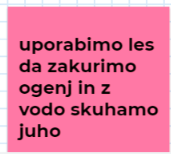 uporabimo les
da zakurimo
ogenj in z
vodo skuhamo
juho